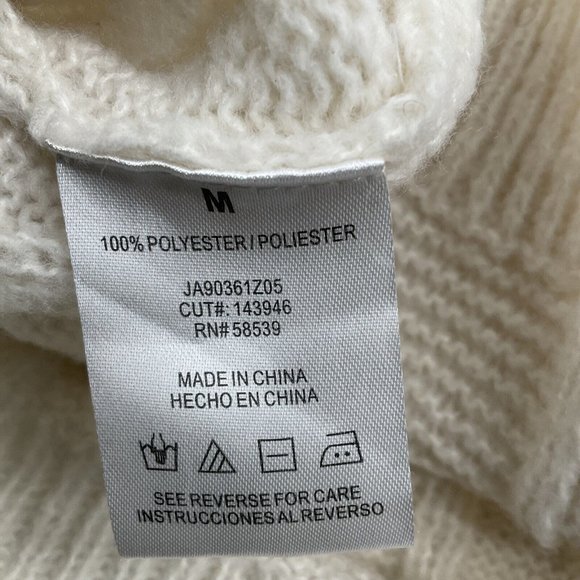 M
100% POLYESTER / POLIESTER
JA90361Z05
CUT#: 143946
RN# 58539
MADE IN CHINA
HECHO EN CHINA
SEE REVERSE FOR CARE
INSTRUCCIONES AL REVERSO